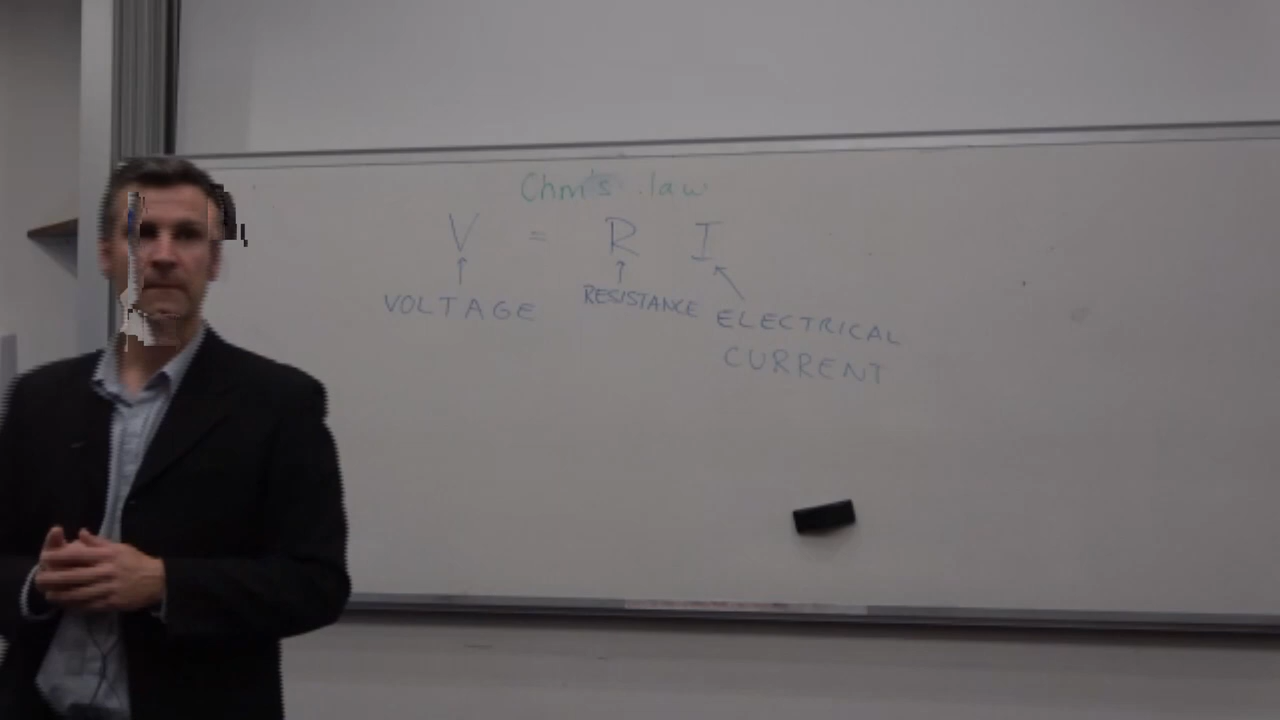 Ohm's law
V = R I
VOLTAGE RESISTANCE ELECTRICAL
CURRENT